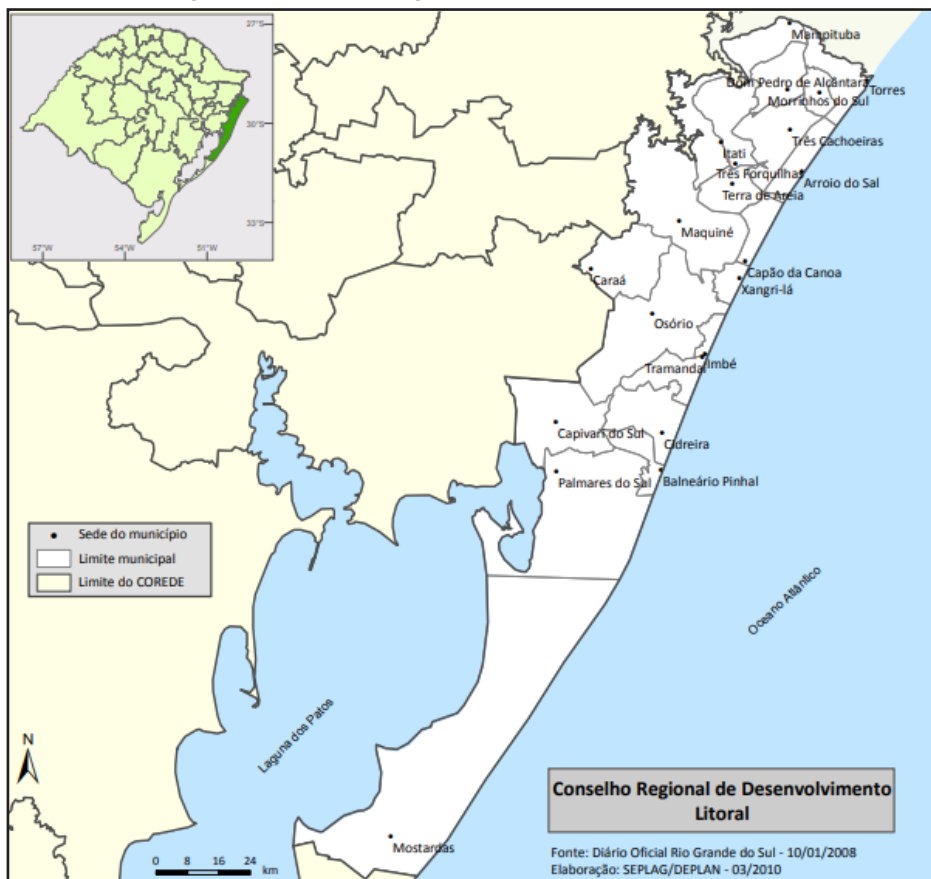 27°S
30°S
33°S
57°W
54°W
51°W
Mampituba
Dom Pedro de Alcântara
Torres
Morrinhos do Sul
Três Cachoeiras
Itati
Três Forquilhas
Arroio do Sal
Terra de Areia
Maquiné
Capão da Canoa
Caraá
Xangri-lá
Osório
Imbé
Tramandaí
Capivari do Sul
Cidreira
Palmares do Sul
Balneário Pinhal
Sede do município
Limite municipal
Limite do COREDE
Oceano Atlântico
Laguna dos Patos
N
Mostardas
0 8 16 24
km
Conselho Regional de Desenvolvimento
Litoral
Fonte: Diário Oficial Rio Grande do Sul - 10/01/2008
Elaboração: SEPLAG/DEPLAN - 03/2010